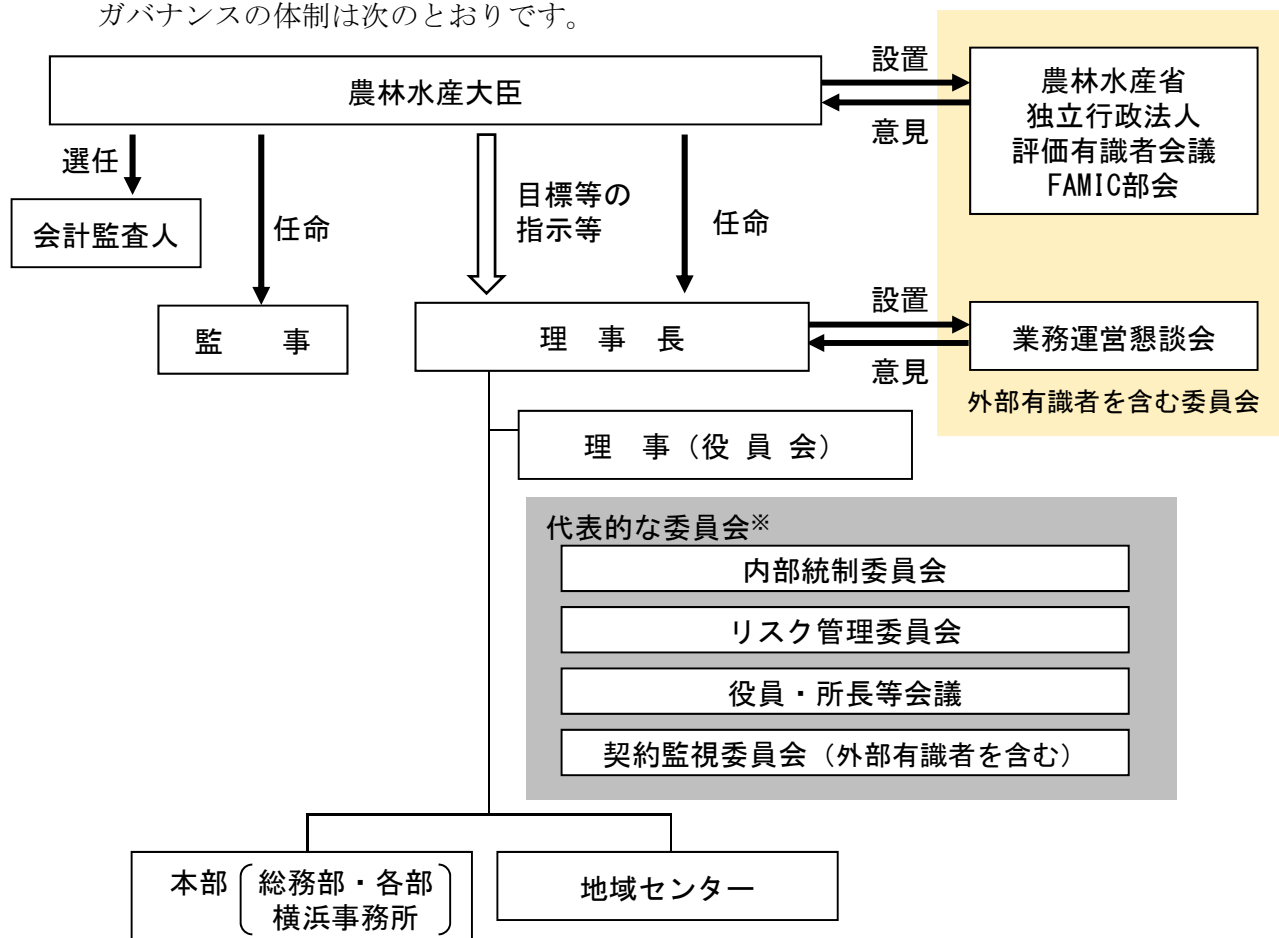 ガバナンスの体制は次のとおりです。
農林水産大臣
設置
意見
農林水産省
独立行政法人
評価有識者会議
FAMIC部会
選任
会計監査人
任命
目標等の
指示等
任命
監　　事
理　事　長
設置
意見
業務運営懇談会
外部有識者を含む委員会
理　事（役 員 会）
代表的な委員会※
内部統制委員会
リスク管理委員会
役員・所長等会議
契約監視委員会（外部有識者を含む）
本部
総務部・各部
横浜事務所
地域センター